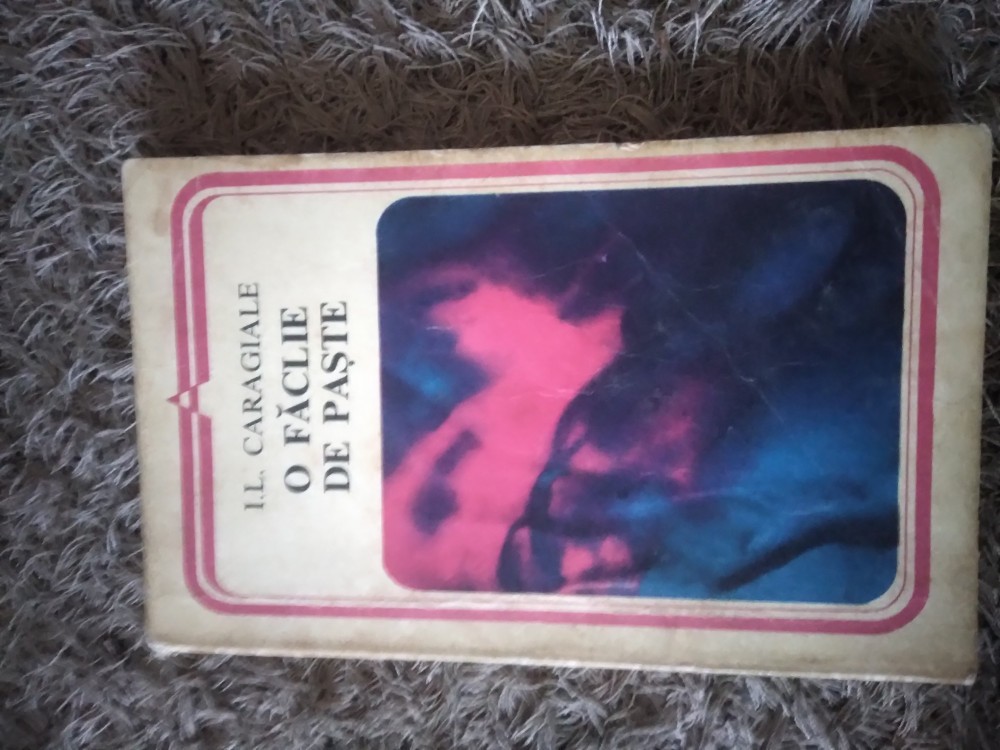 I.L. CARAGIALE
O FĂCLIE
DE PAȘTE